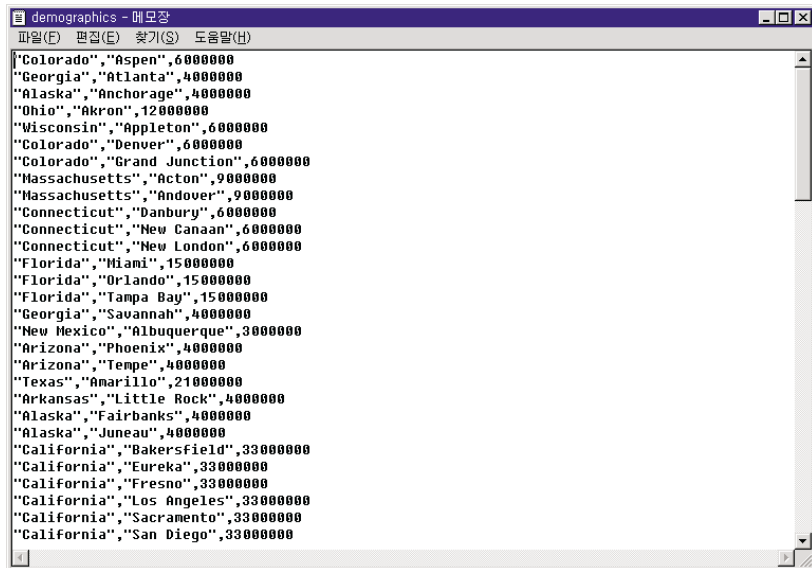 demographics - 메모장
파일(F) 편집(E) 찾기(S) 도움말(H)
"Colorado","Aspen",6000000
"Georgia","Atlanta",4000000
"Alaska","Anchorage",4000000
"Ohio","Akron",12000000
"Wisconsin","Appleton",6000000
"Colorado","Denver",6000000
"Colorado","Grand Junction",6000000
"Massachusetts","Acton",9000000
"Massachusetts","Andover",9000000
"Connecticut","Danbury",6000000
"Connecticut","New Canaan",6000000
"Connecticut","New London",6000000
"Florida","Miami",15000000
"Florida","Orlando",15000000
"Florida","Tampa Bay",15000000
"Georgia","Savannah",4000000
"New Mexico","Albuquerque",3000000
"Arizona","Phoenix",4000000
"Arizona","Tempe",4000000
"Texas","Amarillo",21000000
"Arkansas","Little Rock",4000000
"Alaska","Fairbanks",4000000
"Alaska","Juneau",4000000
"California","Bakersfield",33000000
"California","Eureka",33000000
"California","Fresno",33000000
"California","Los Angeles",33000000
"California","Sacramento",33000000
"California","San Diego",33000000